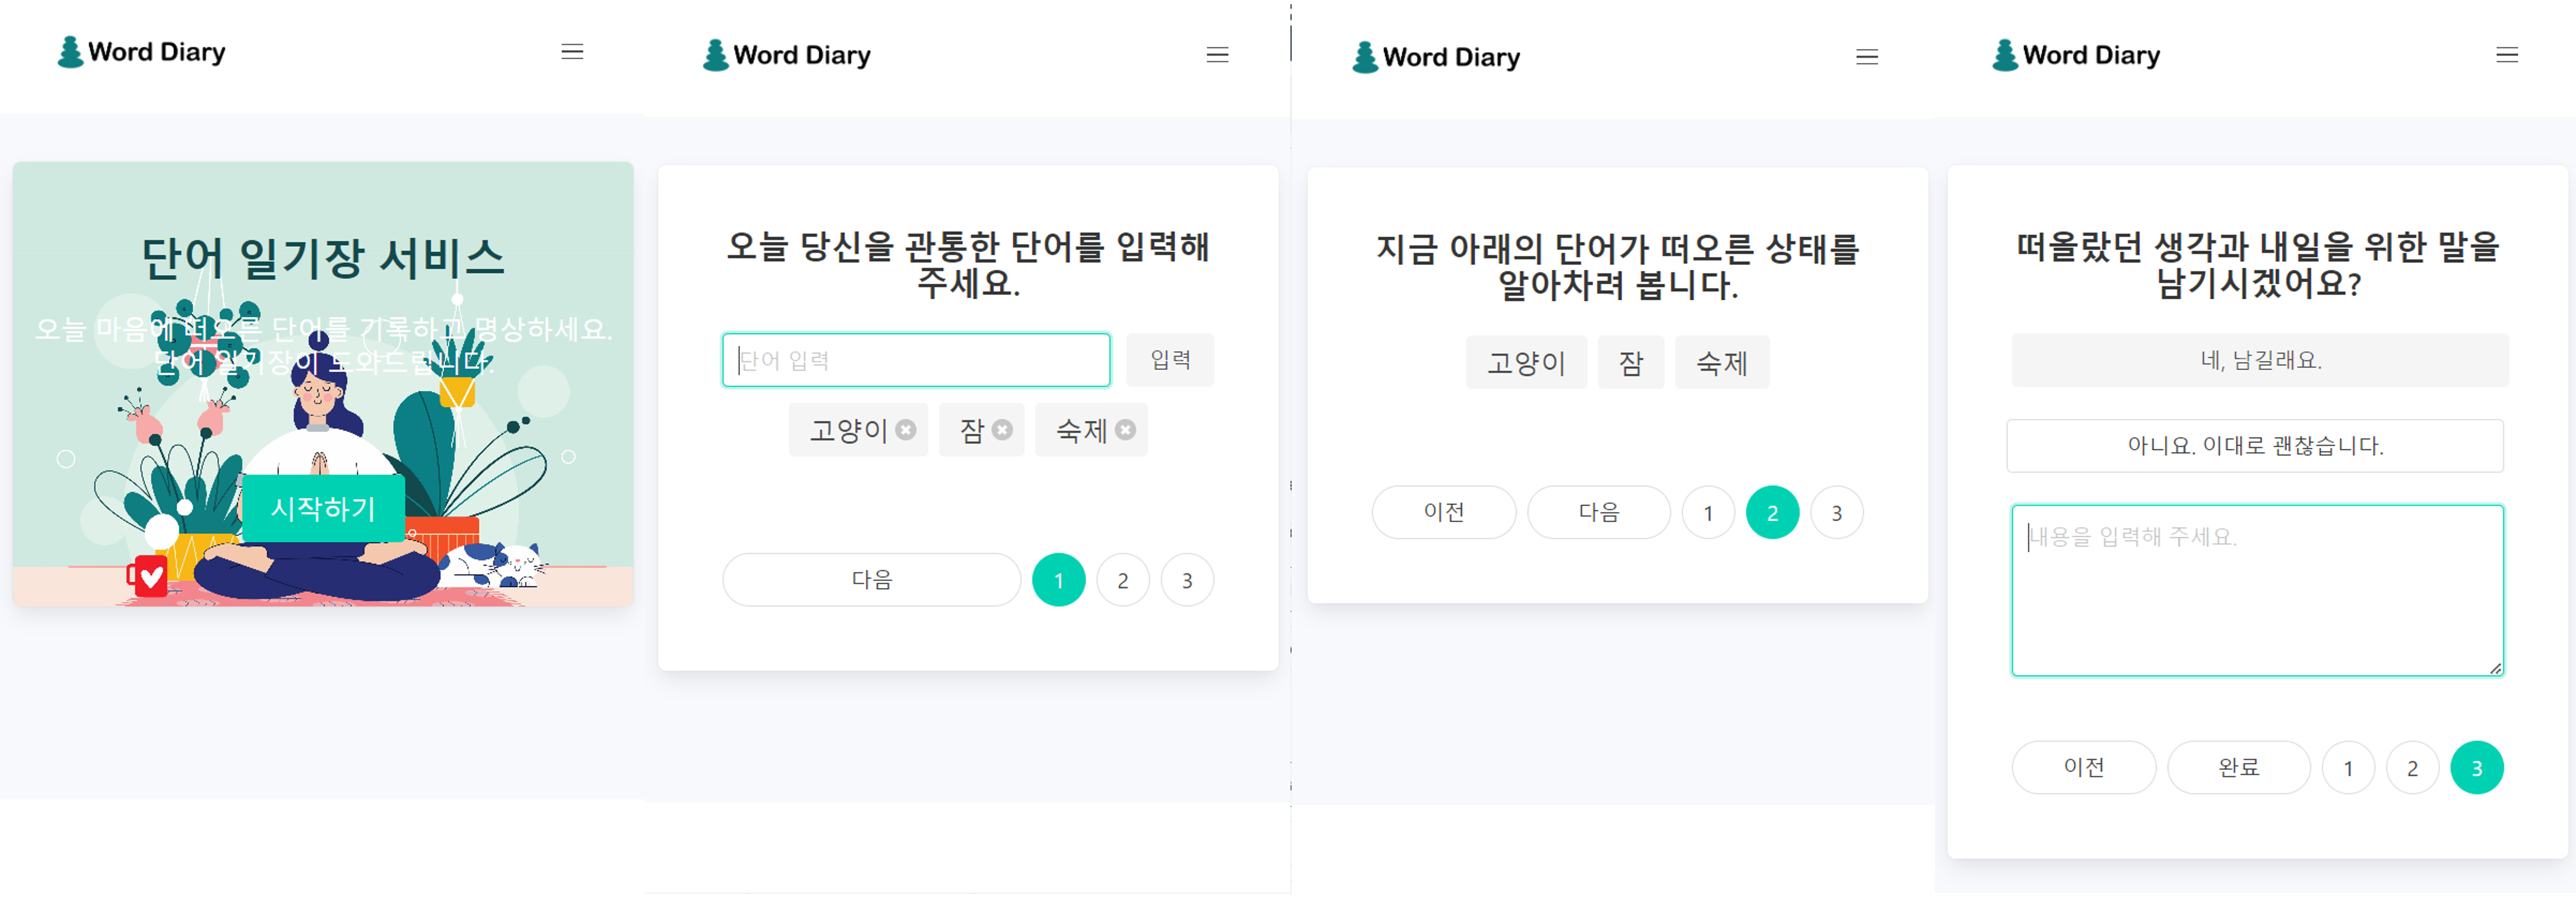 Word Diary
단어 일기장 서비스
오늘 마음에 떠오른 단어를 기록하고 명상하세요.
단어 일기장이 도와드립니다.
시작하기
Word Diary
오늘 당신을 관통한 단어를 입력해
주세요.
단어 입력
입력
고양이 잠 숙제
다음 1 2 3
Word Diary
지금 아래의 단어가 떠오른 상태를
알아차려 봅니다.
고양이 잠 숙제
이전 다음 1 2 3
Word Diary
떠올랐던 생각과 내일을 위한 말을
남기시겠어요?
네, 남길래요.
아니요. 이대로 괜찮습니다.
내용을 입력해 주세요.
이전 완료 1 2 3